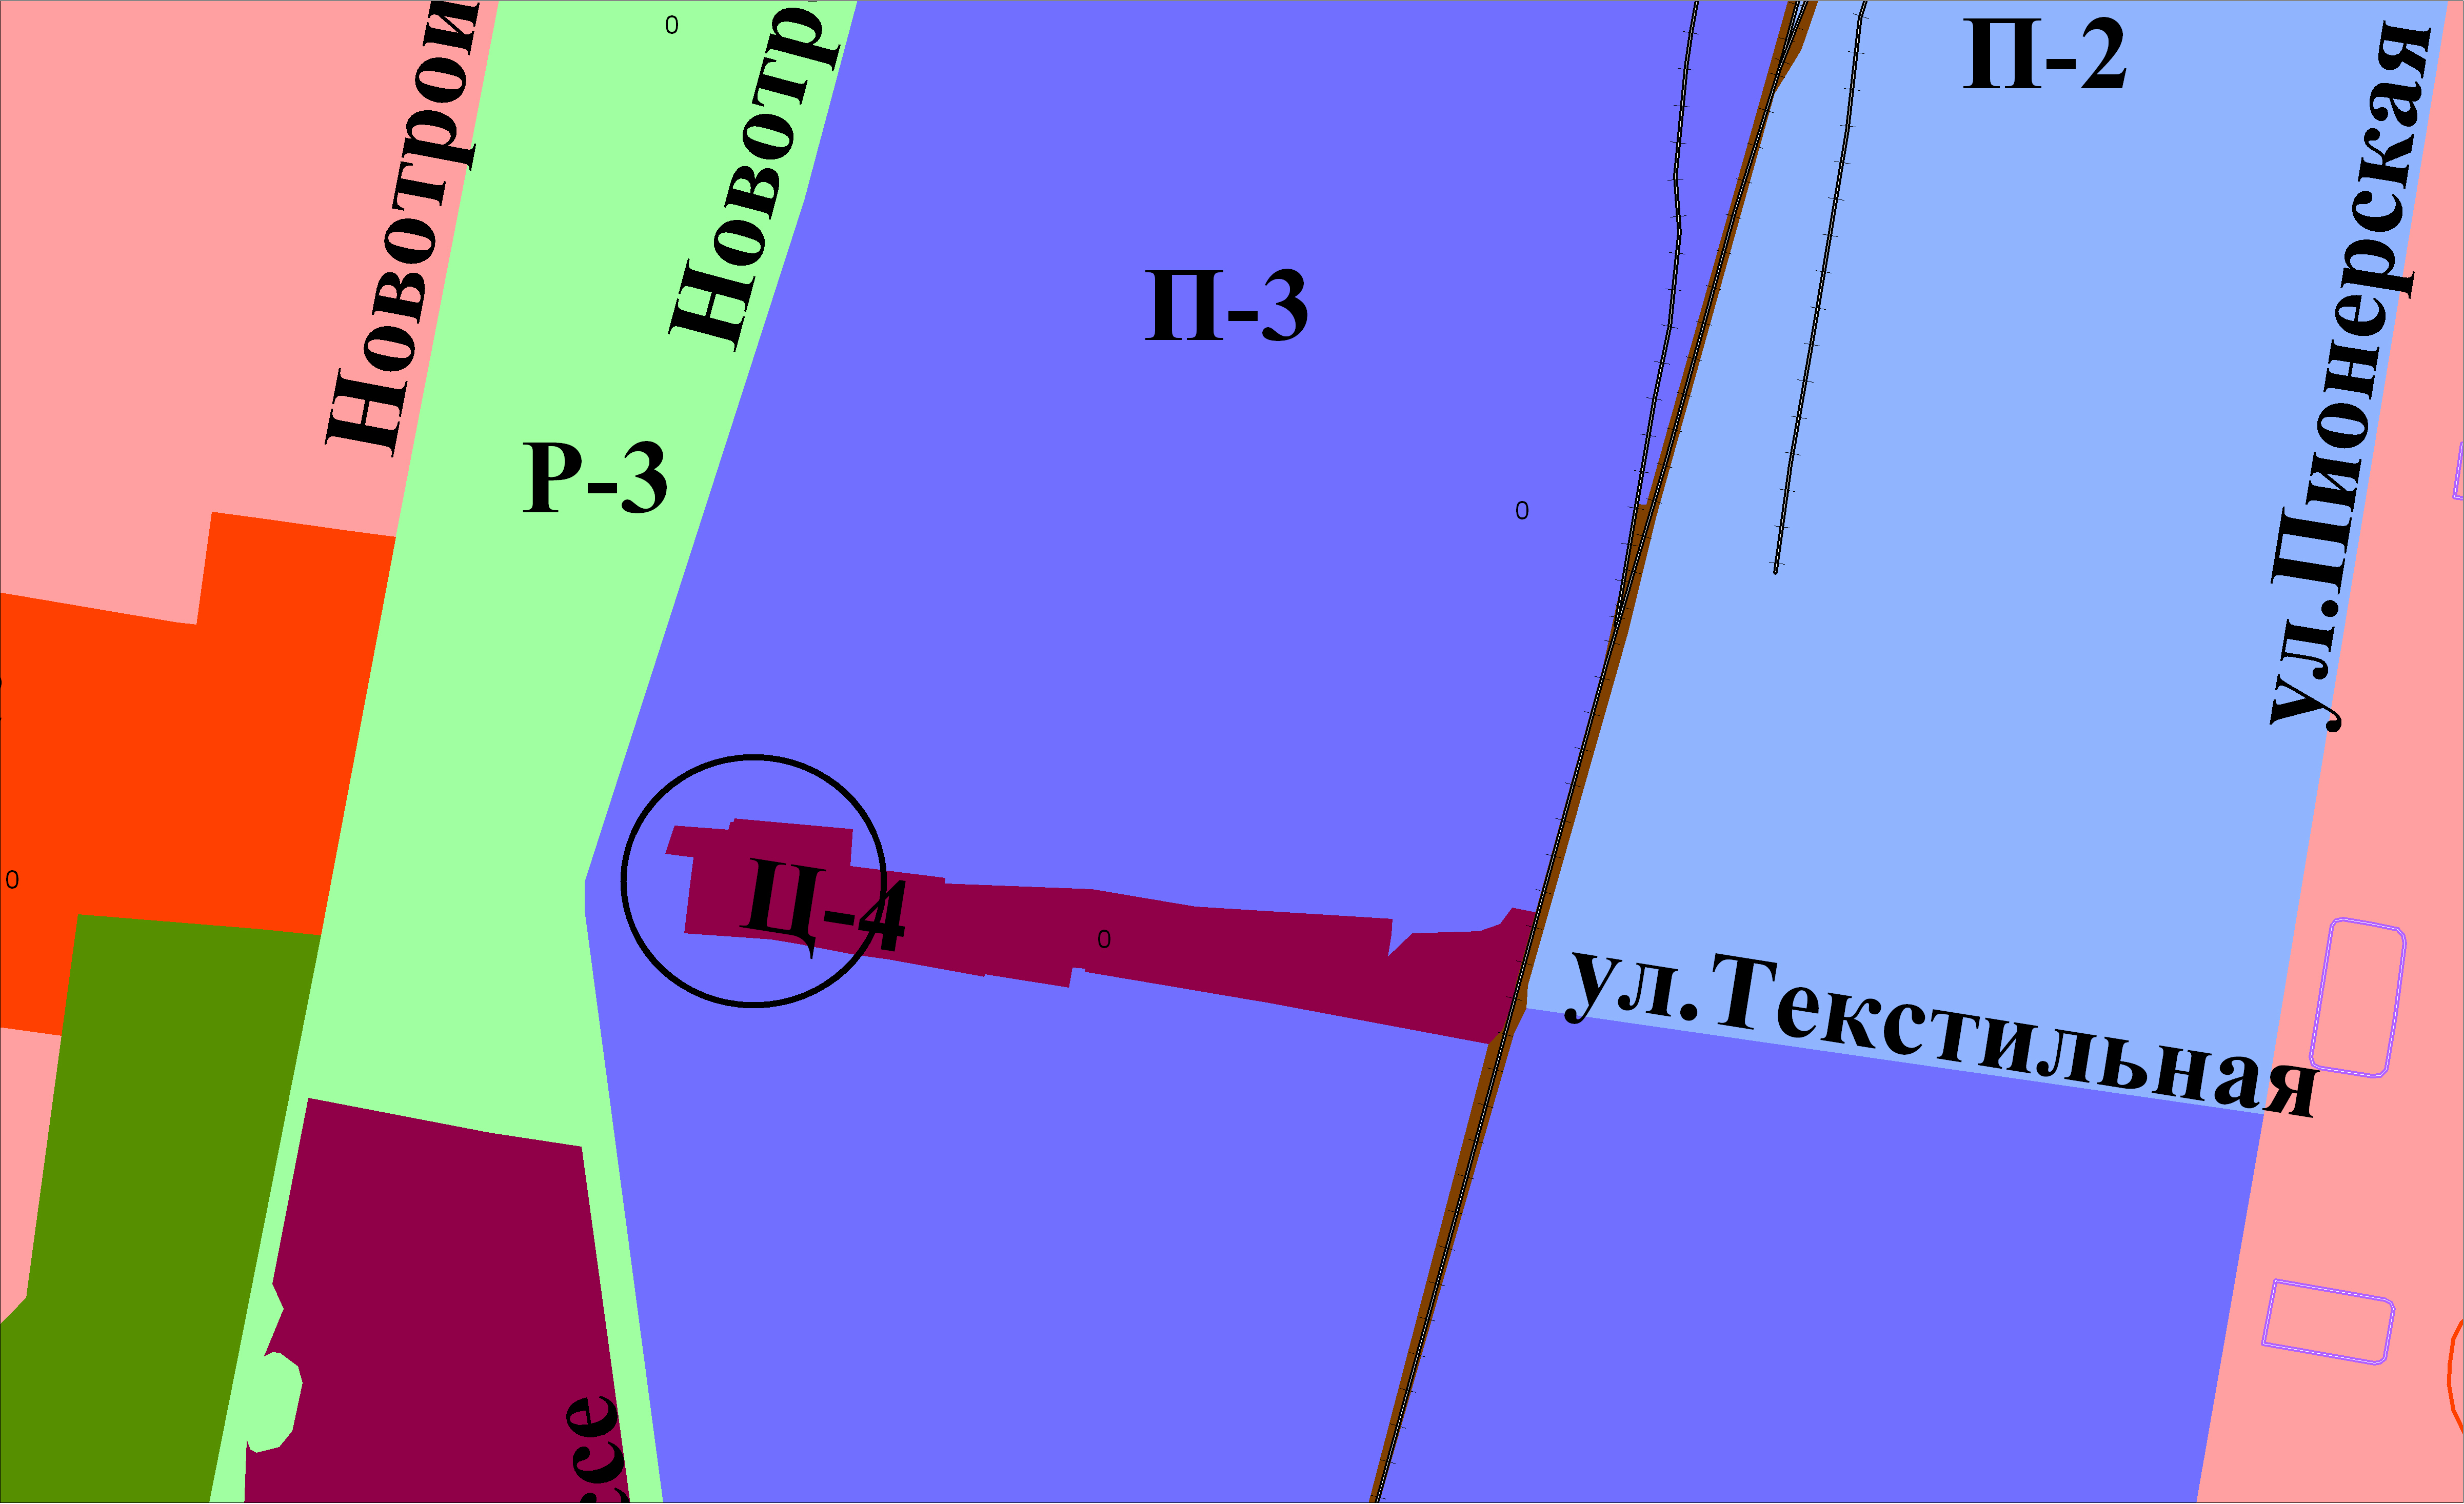 Новотрои
0
Новотр
П-2
ул.Пионерская
П-3
Р-3
0
0
Ц-4
0
ул.Текстильная
се